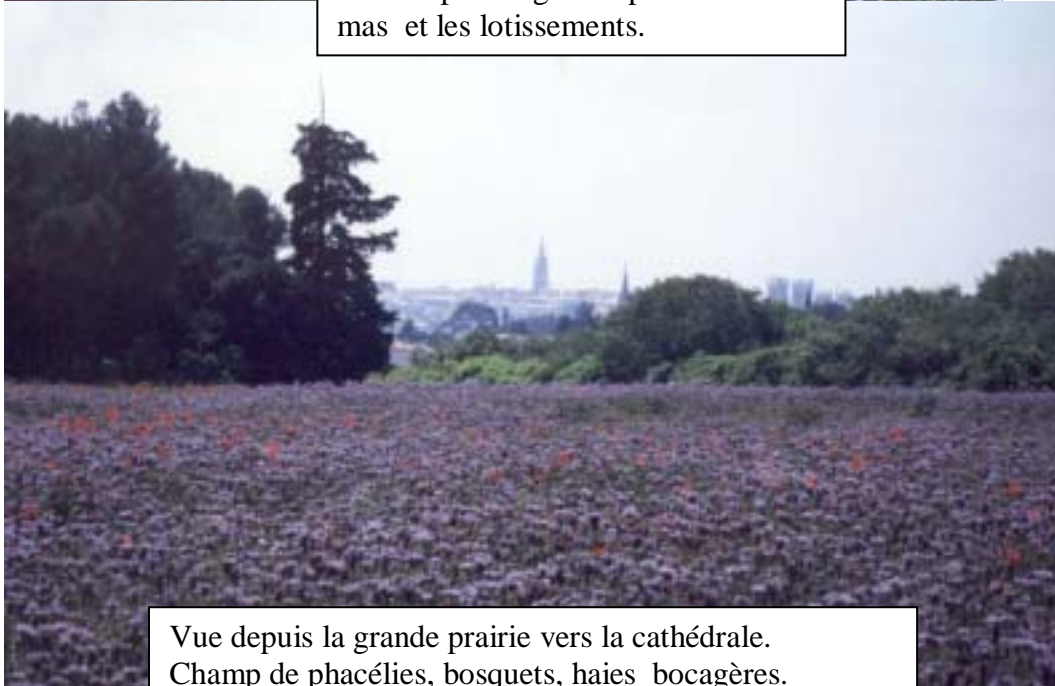 mas et les lotissements.
Vue depuis la grande prairie vers la cathédrale.
Champ de phacélies, bosquets, haies bocagères.